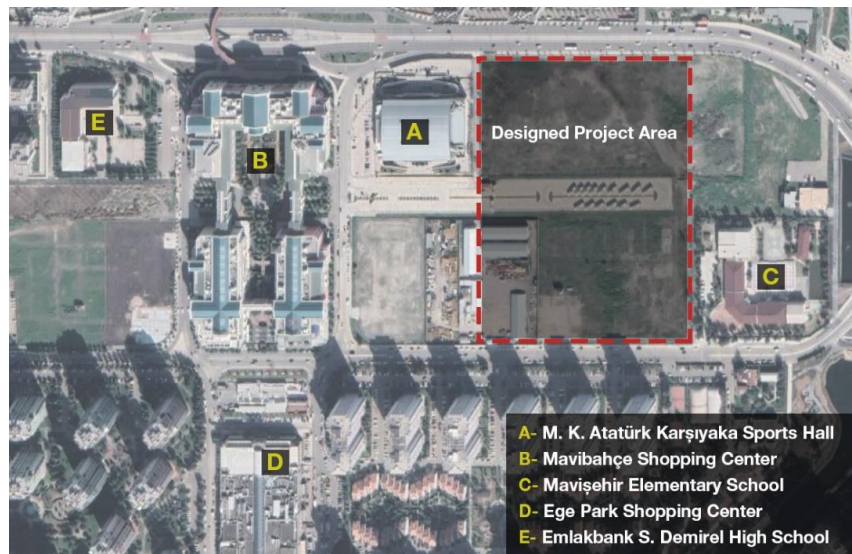 E
B
A
Designed Project Area
C
D
A- M. K. Atatürk Karşıyaka Sports Hall
B- Mavibahçe Shopping Center
C- Mavişehir Elementary School
D- Ege Park Shopping Center
E- Emlakbank S. Demirel High School